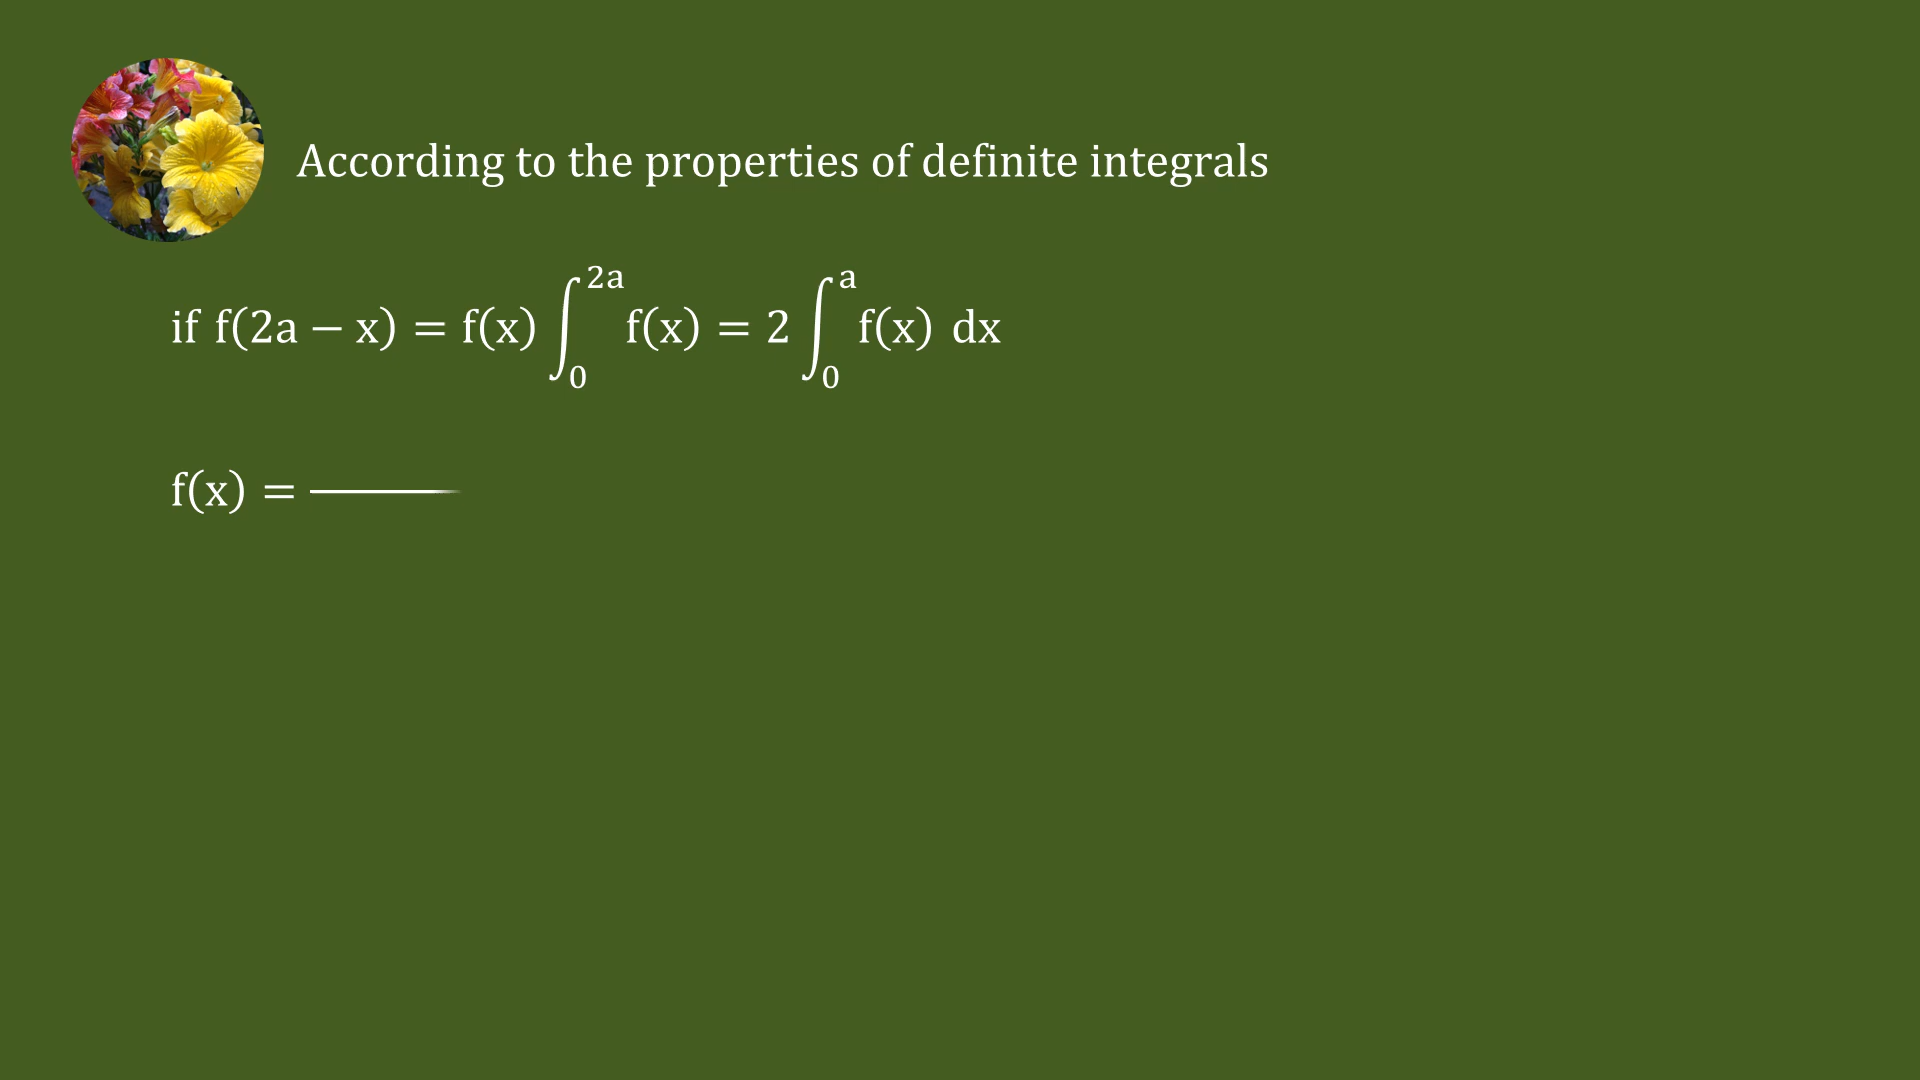 According to the properties of definite integrals
if f(2a − x) = f(x) ∫₀²ᵃ f(x) = 2 ∫₀ᵃ f(x) dx
f(x) =